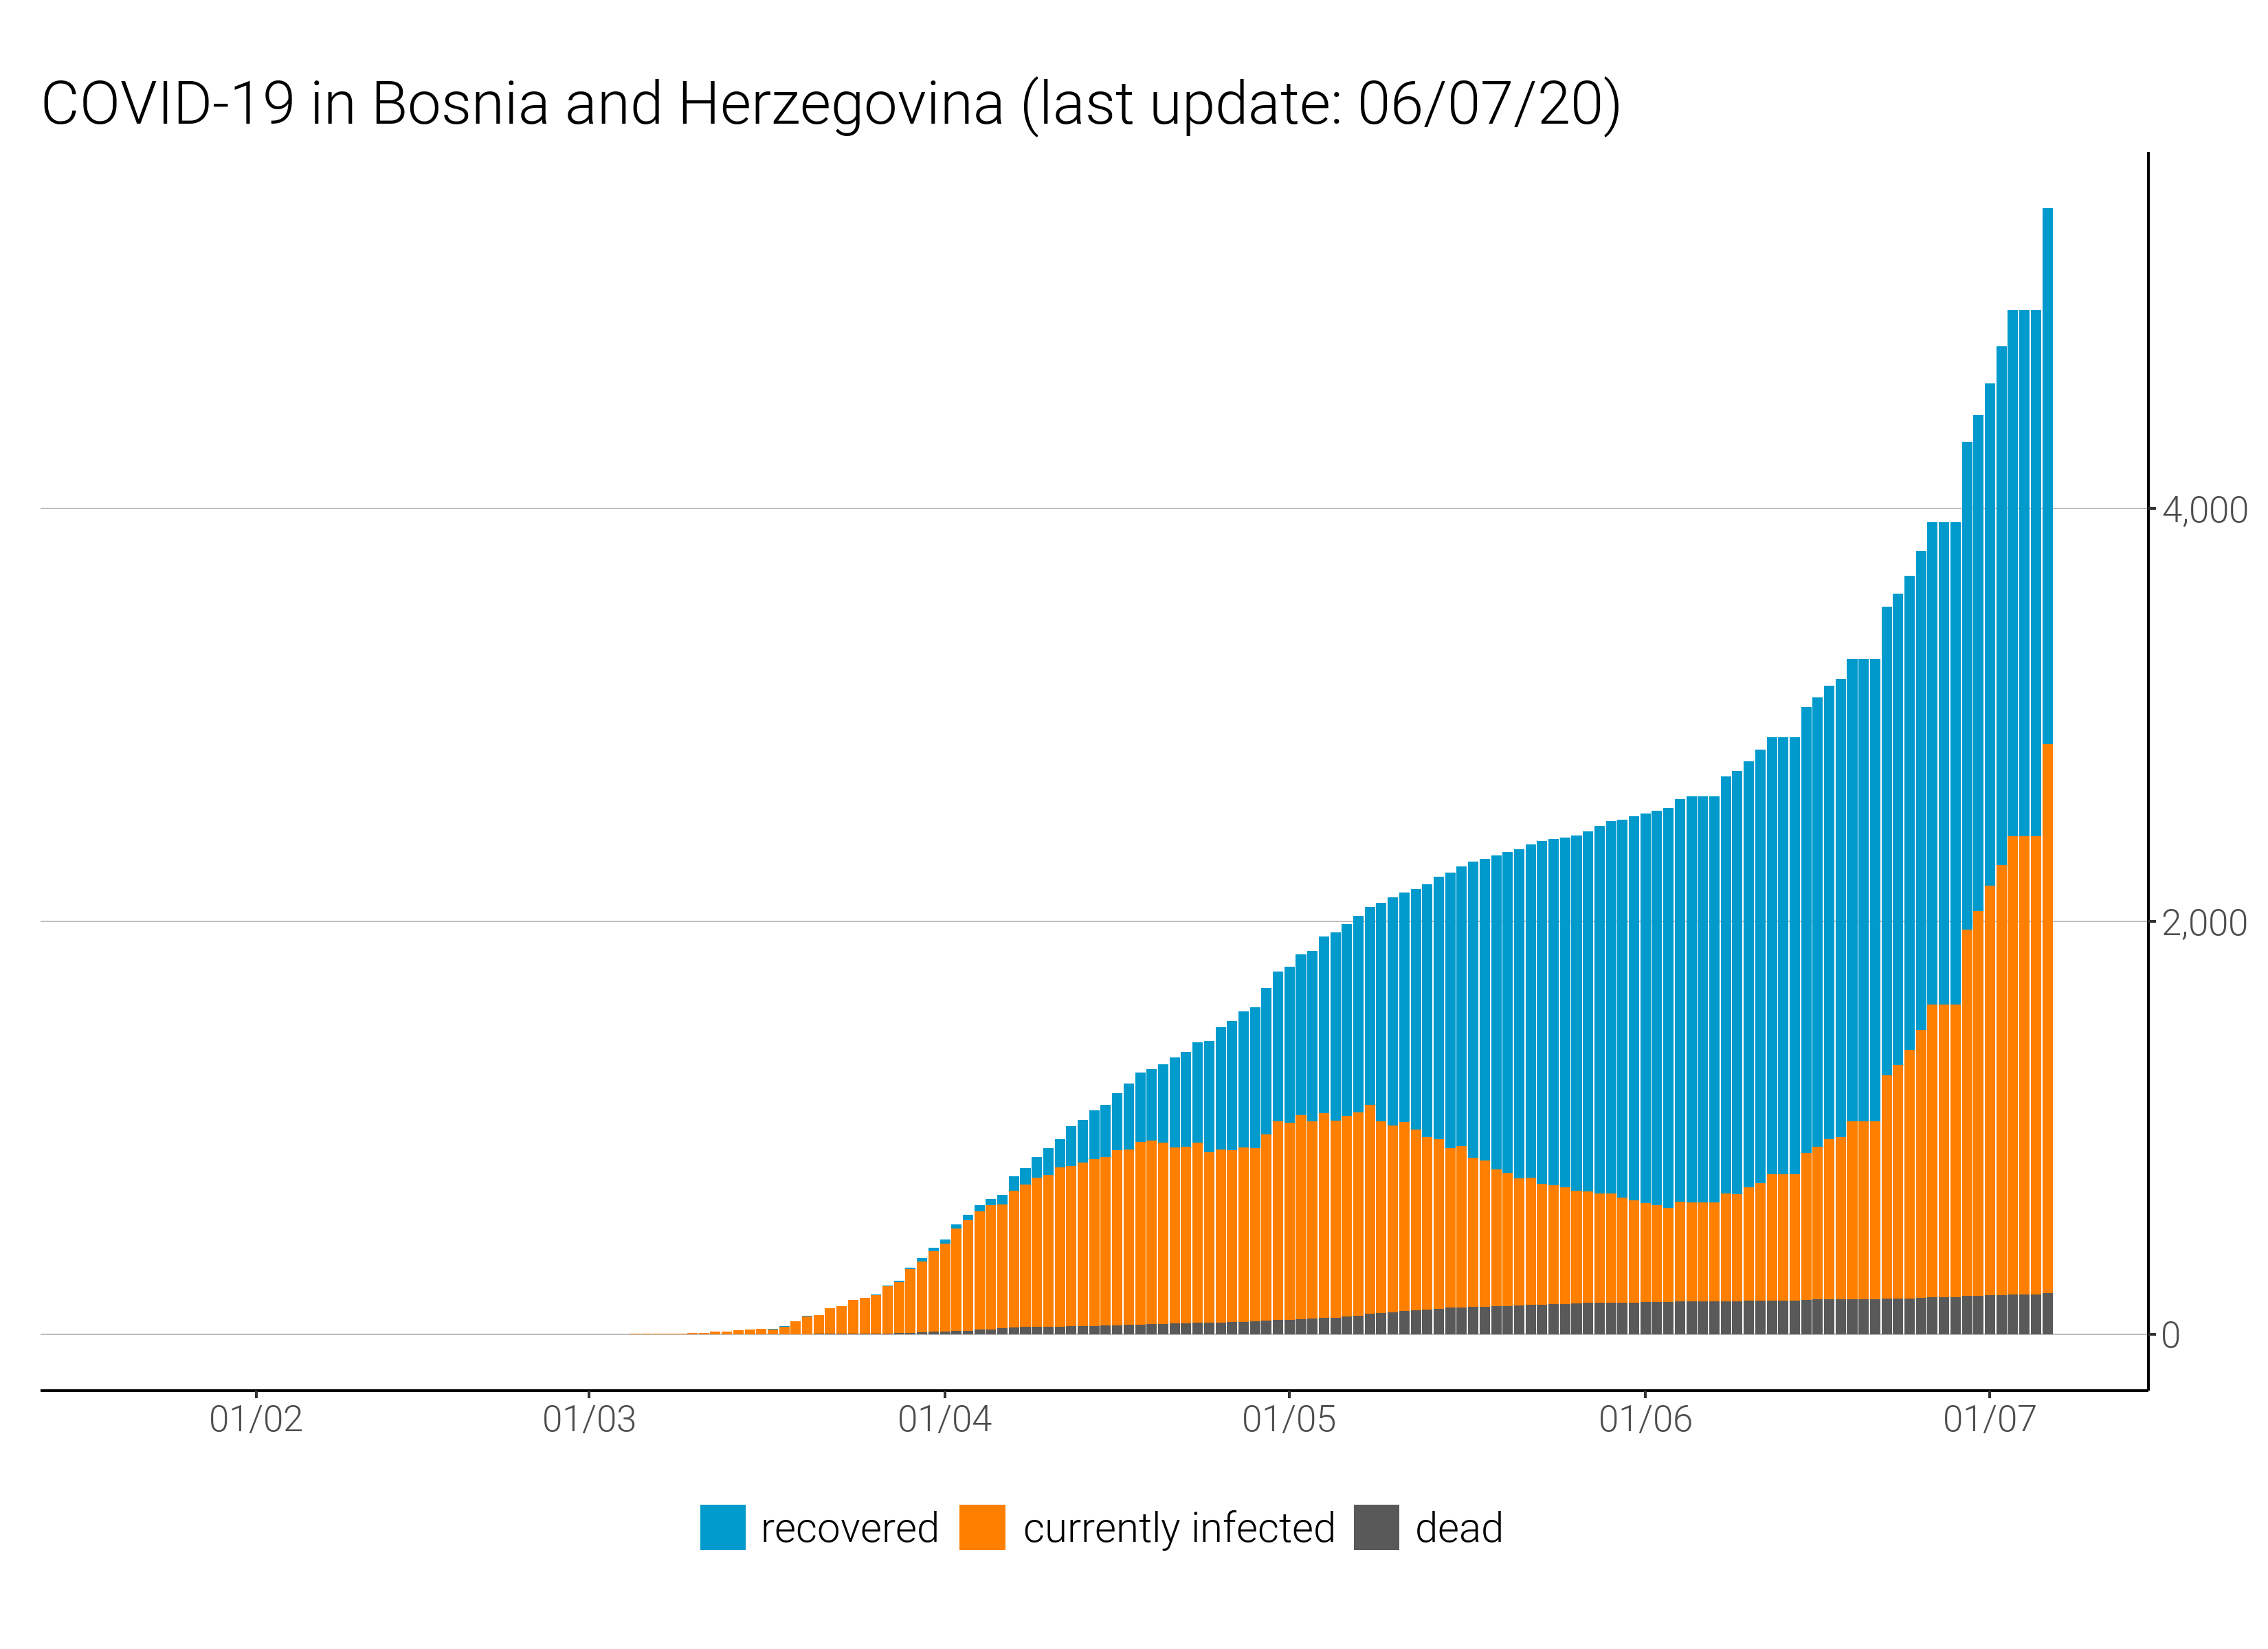 COVID-19 in Bosnia and Herzegovina (last update: 06/07/20)
4,000
2,000
0
01/02 01/03 01/04 01/05 01/06 01/07
recovered currently infected dead